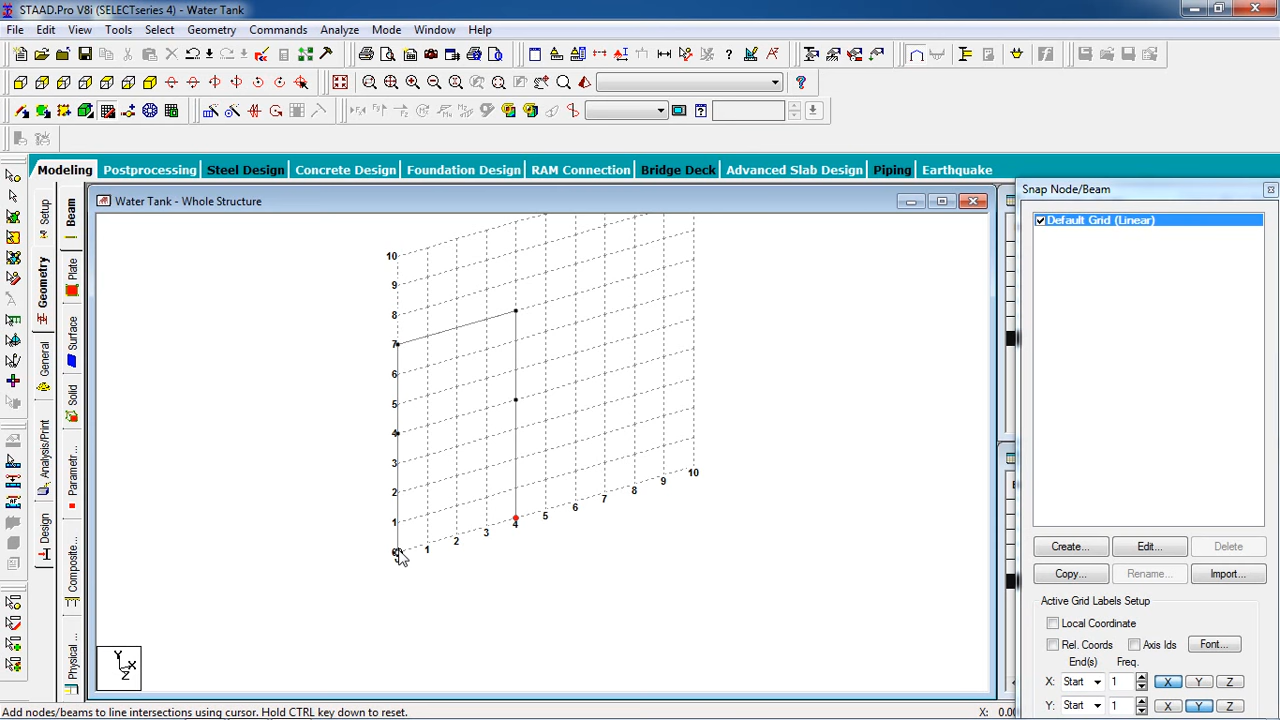 STAAD.Pro V8i (SELECTseries 4) - Water Tank
File Edit View Tools Select Geometry Commands Analyze Mode Window Help
Modeling Postprocessing Steel Design Concrete Design Foundation Design RAM Connection Bridge Deck Advanced Slab Design Piping Earthquake
Water Tank - Whole Structure
Snap Node/Beam
Default Grid (Linear)
Setup
Geometry
General
Analysis/Print
Design
Beam
Plate
Surface
Solid
Parametr...
Composite...
Physical ...
10
9
8
7
6
5
4
3
2
1
1 2 3 4 5 6 7 8 9 10
Y
X
Z
Create... Edit... Delete
Copy... Rename... Import...
Active Grid Labels Setup
Local Coordinate
Rel. Coords Axis Ids Font...
End(s) Freq.
X: Start 1 X Y Z
Y: Start 1 X Y Z
Add nodes/beams to line intersections using cursor. Hold CTRL key down to reset.